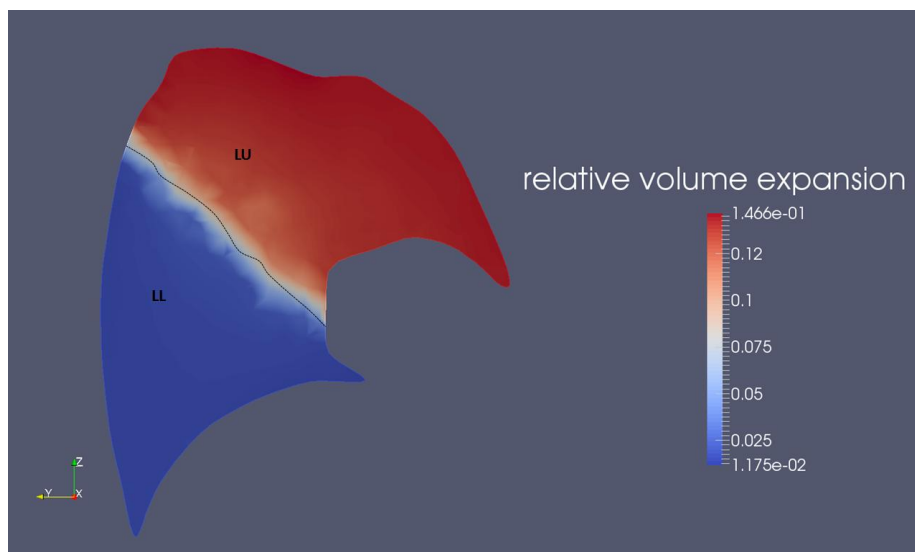 LU
LL
relative volume expansion
1.466e-01
0.12
0.1
0.075
0.05
0.025
1.175e-02
Z
Y
X